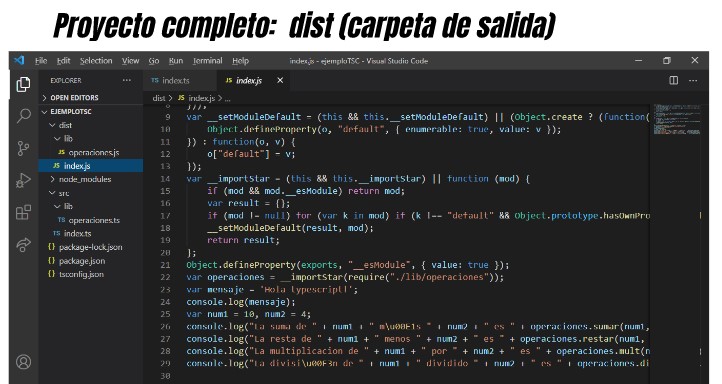 Proyecto completo: dist (carpeta de salida)
File Edit Selection View Go Run Terminal Help index.js - ejemploTSC - Visual Studio Code
EXPLORER ···
OPEN EDITORS
EJEMPLOTSC
dist
lib
JS operaciones.js
JS index.js
node_modules
src
lib
TS operaciones.ts
TS index.ts
{} package-lock.json
{} package.json
{} tsconfig.json
TS index.ts JS index.js ×
dist > JS index.js > ...
8 }));
9 var __setModuleDefault = (this && this.__setModuleDefault) || (Object.create ? (function(
10 Object.defineProperty(o, "default", { enumerable: true, value: v });
11 }) : function(o, v) {
12 o["default"] = v;
13 });
14 var __importStar = (this && this.__importStar) || function (mod) {
15 if (mod && mod.__esModule) return mod;
16 var result = {};
17 if (mod != null) for (var k in mod) if (k !== "default" && Object.prototype.hasOwnPro
18 __setModuleDefault(result, mod);
19 return result;
20 };
21 Object.defineProperty(exports, "__esModule", { value: true });
22 var operaciones = __importStar(require("./lib/operaciones"));
23 var mensaje = 'Hola typescript!';
24 console.log(mensaje);
25 var num1 = 10, num2 = 4;
26 console.log("La suma de " + num1 + " m\u00E1s " + num2 + " es " + operaciones.sumar(num1,
27 console.log("La resta de " + num1 + " menos " + num2 + " es " + operaciones.restar(num1,
28 console.log("La multiplicacion de " + num1 + " por " + num2 + " es " + operaciones.mult(n
29 console.log("La divisi\u00F3n de " + num1 + " dividido " + num2 + " es " + operaciones.di
30